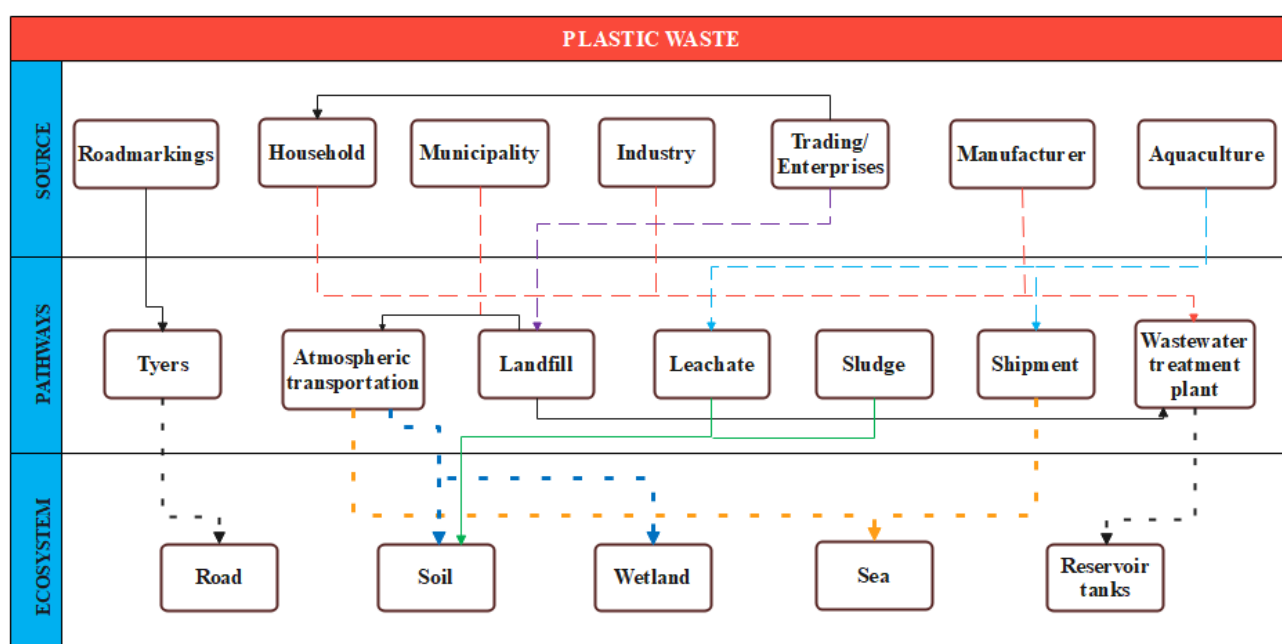 PLASTIC WASTE
SOURCE
Roadmarkings
Household
Municipality
Industry
Trading/
Enterprises
Manufacturer
Aquaculture
PATHWAYS
Tyers
Atmospheric
transportation
Landfill
Leachate
Sludge
Shipment
Wastewater
treatment
plant
ECOSYSTEM
Road
Soil
Wetland
Sea
Reservoir
tanks